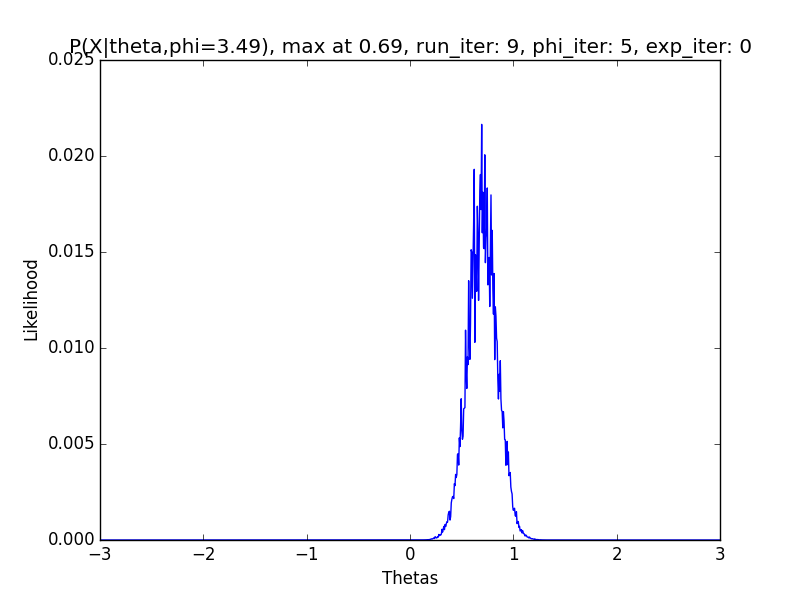 P(X|theta,phi=3.49), max at 0.69, run_iter: 9, phi_iter: 5, exp_iter: 0
0.025
0.020
0.015
0.010
0.005
0.000
Likelihood
−3 −2 −1 0 1 2 3
Thetas